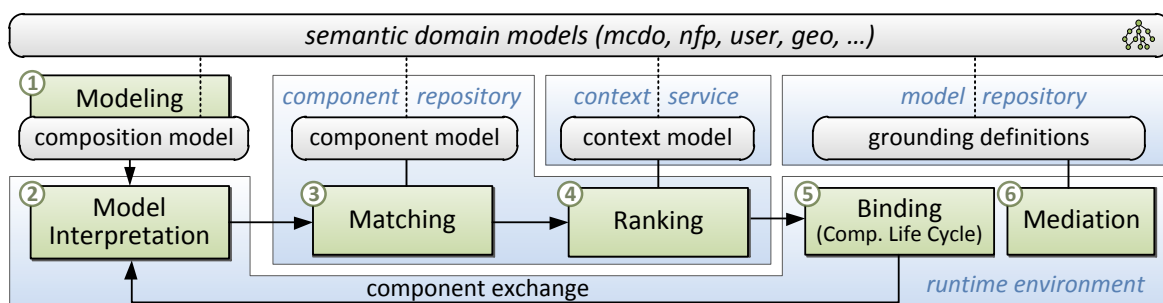 semantic domain models (mcdo, nfp, user, geo, ...)
1
Modeling
component repository
context service
model repository
composition model
component model
context model
grounding definitions
2
Model
Interpretation
3
Matching
4
Ranking
5
Binding
(Comp. Life Cycle)
6
Mediation
component exchange
runtime environment